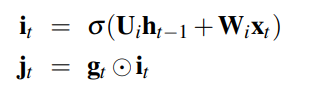 i_t = σ(U_i h_{t−1} + W_i x_t)
j_t = g_t ⊙ i_t